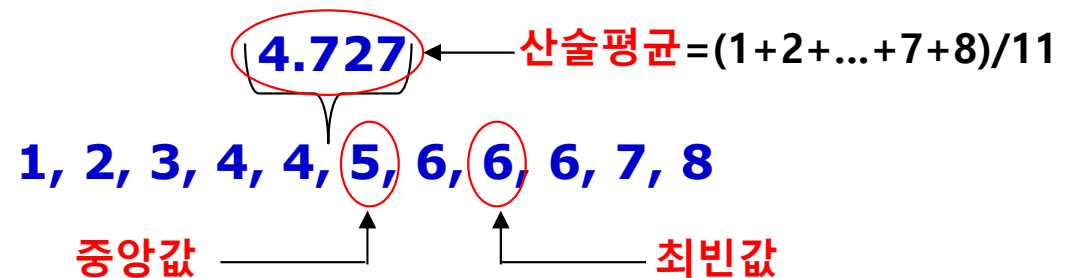 4.727 산술평균=(1+2+...+7+8)/11
1, 2, 3, 4, 4, 5, 6, 6, 6, 7, 8
중앙값 최빈값